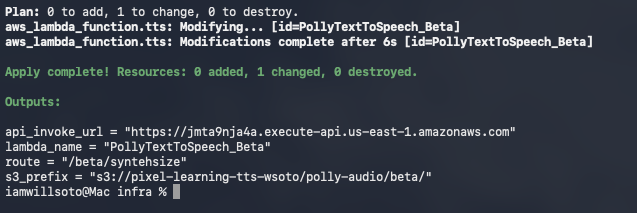 Plan: 0 to add, 1 to change, 0 to destroy.
aws_lambda_function.tts: Modifying... [id=PollyTextToSpeech_Beta]
aws_lambda_function.tts: Modifications complete after 6s [id=PollyTextToSpeech_Beta]
Apply complete! Resources: 0 added, 1 changed, 0 destroyed.
Outputs:
api_invoke_url = "https://jmta9nja4a.execute-api.us-east-1.amazonaws.com"
lambda_name = "PollyTextToSpeech_Beta"
route = "/beta/syntehsize"
s3_prefix = "s3://pixel-learning-tts-wsoto/polly-audio/beta/"
iamwillsoto@Mac infra %